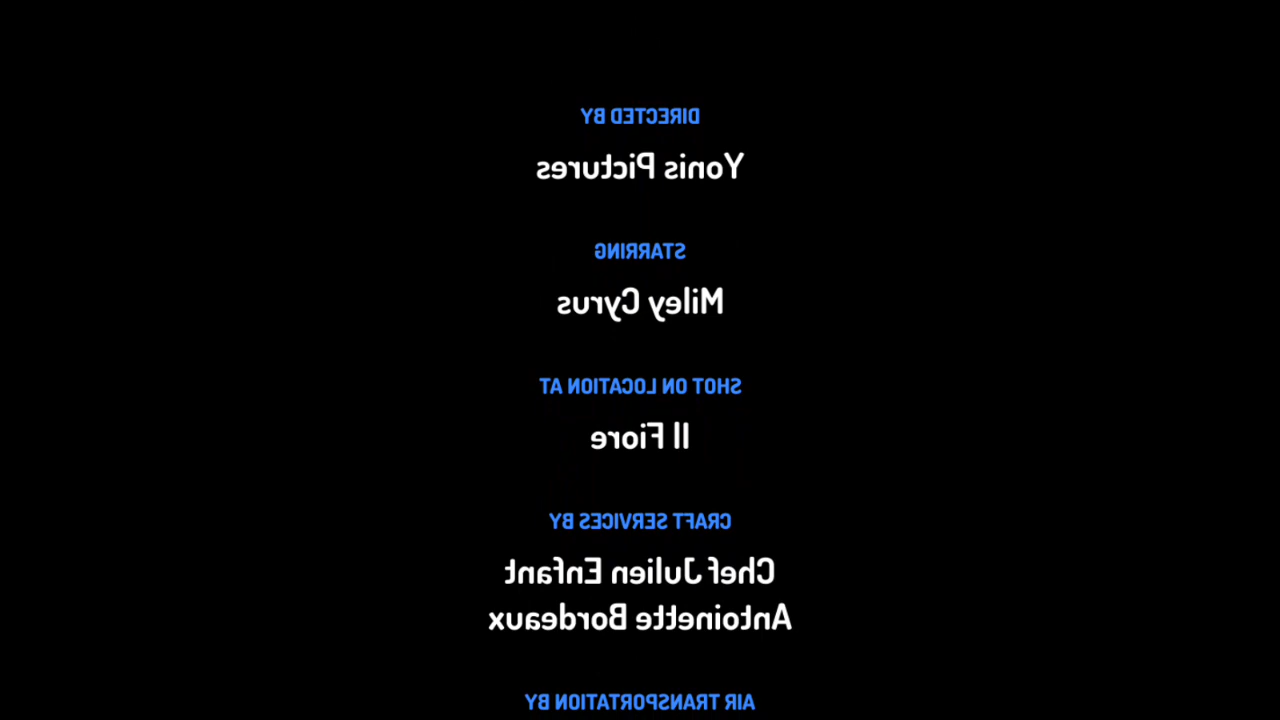 DIRECTED BY
Yonis Pictures
STARRING
Miley Cyrus
SHOT ON LOCATION AT
Il Fiore
CRAFT SERVICES BY
Chef Julien Enfant
Antoinette Bordeaux
AIR TRANSPORTATION BY